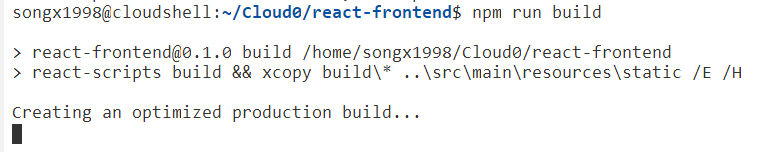 songx1998@cloudshell:~/Cloud0/react-frontend$ npm run build
> react-frontend@0.1.0 build /home/songx1998/Cloud0/react-frontend
> react-scripts build && xcopy build\* ..\src\main\resources\static /E /H
Creating an optimized production build...